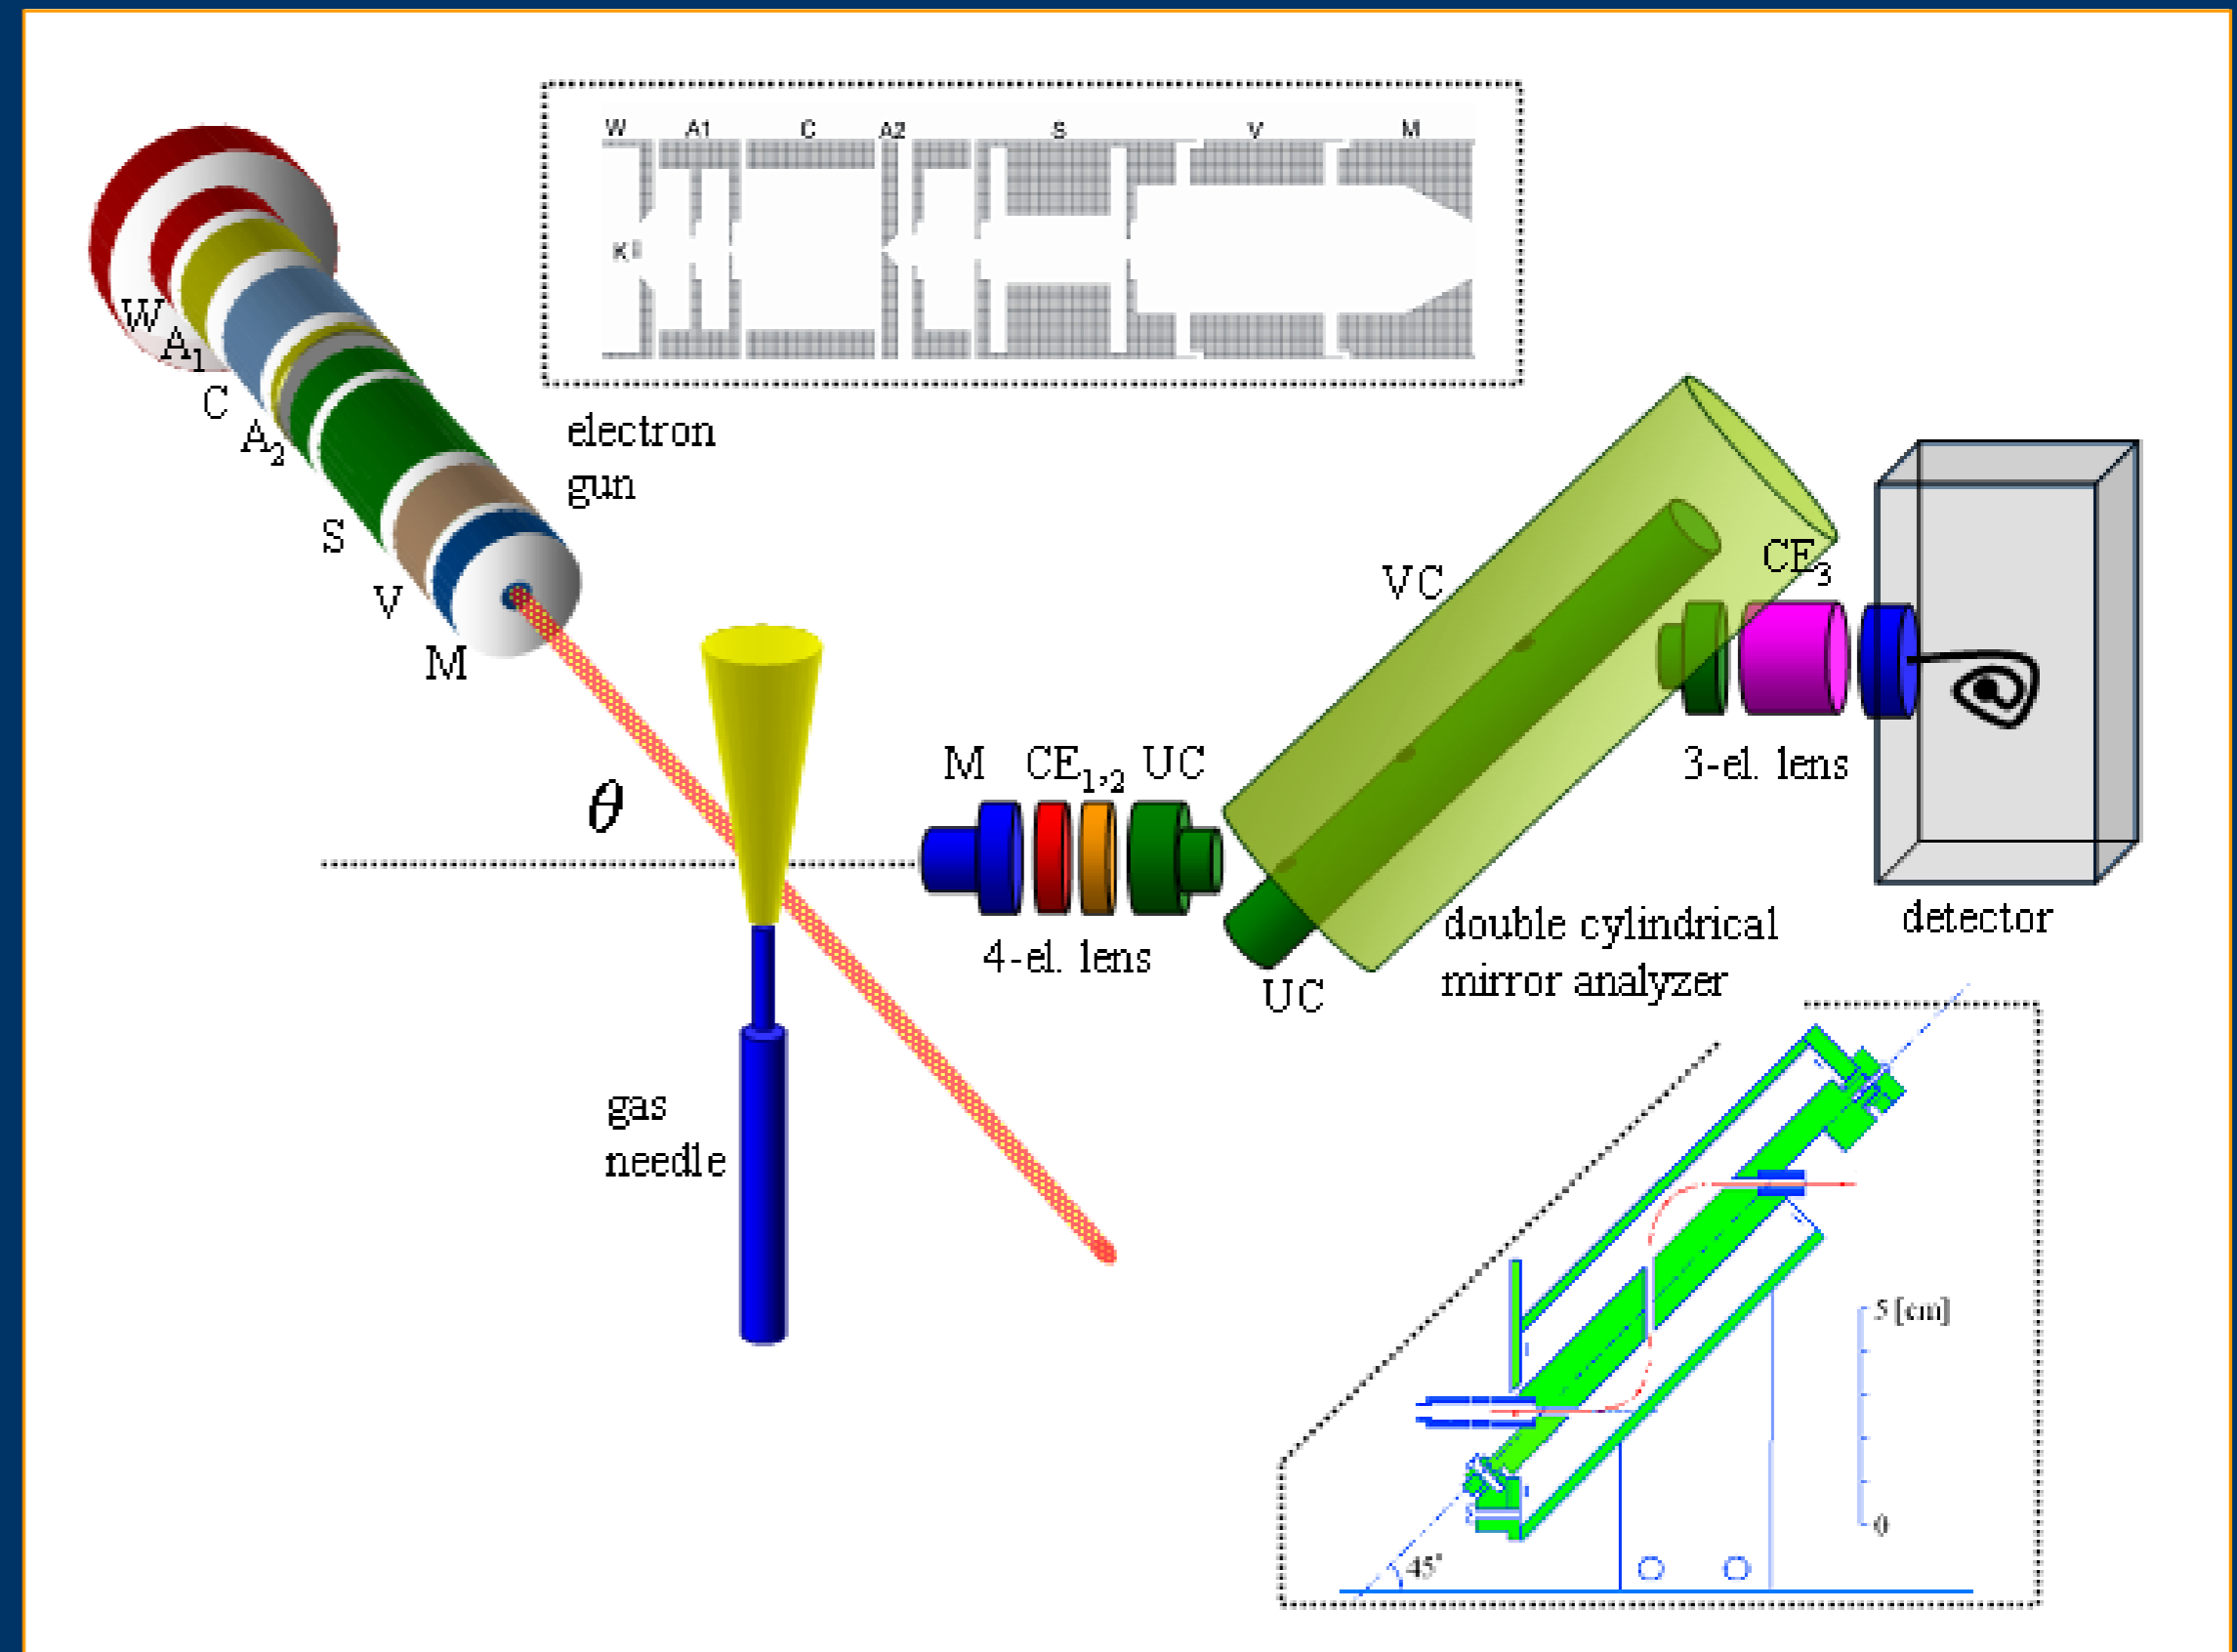 W A1 C A2 S V M
K
W
A1
C
A2
S
V
M
electron
gun
θ
gas
needle
M CE1,2 UC
4-el. lens
VC
UC
double cylindrical
mirror analyzer
CE3
3-el. lens
detector
5 [cm]
0
45°